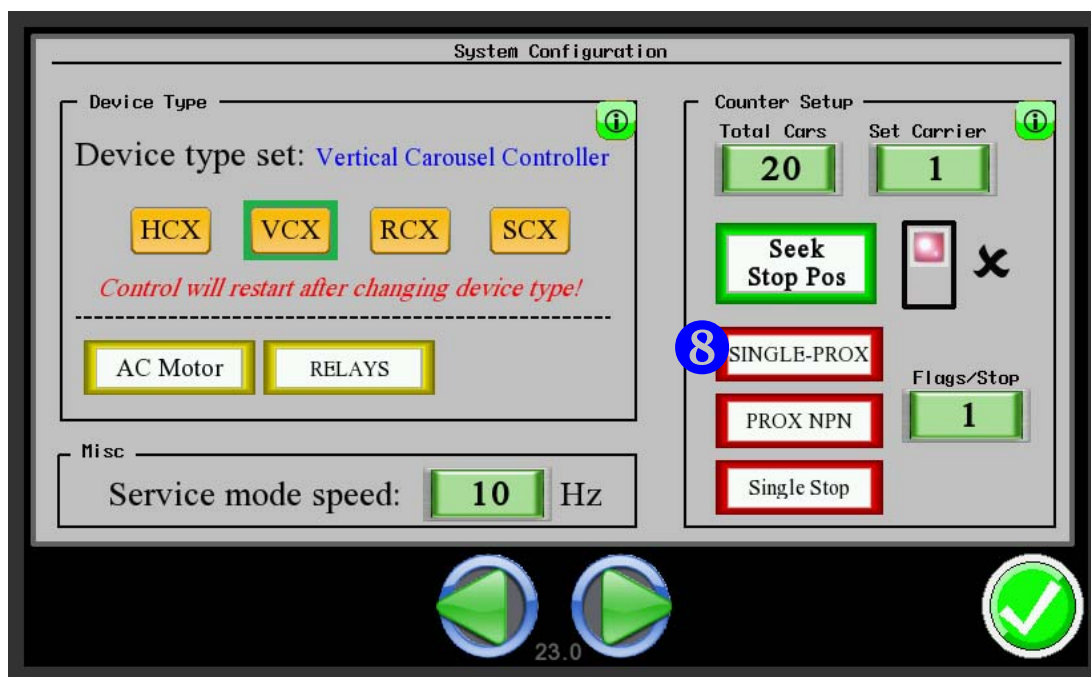 System Configuration
Device Type
Device type set: Vertical Carousel Controller
HCX VCX RCX SCX
Control will restart after changing device type!
AC Motor RELAYS
Misc
Service mode speed: 10 Hz
Counter Setup
Total Cars Set Carrier
20 1
Seek
Stop Pos
8
SINGLE-PROX
Flags/Stop
PROX NPN 1
Single Stop
23.0